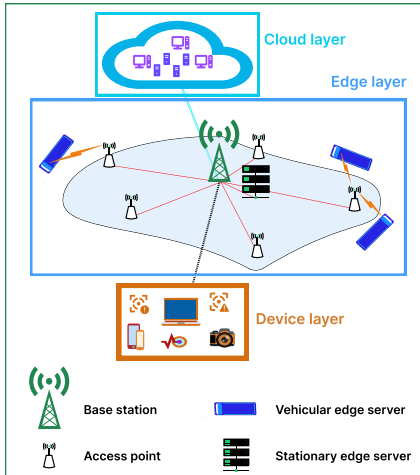 Cloud layer
Edge layer
Device layer
Base station
Vehicular edge server
Access point
Stationary edge server